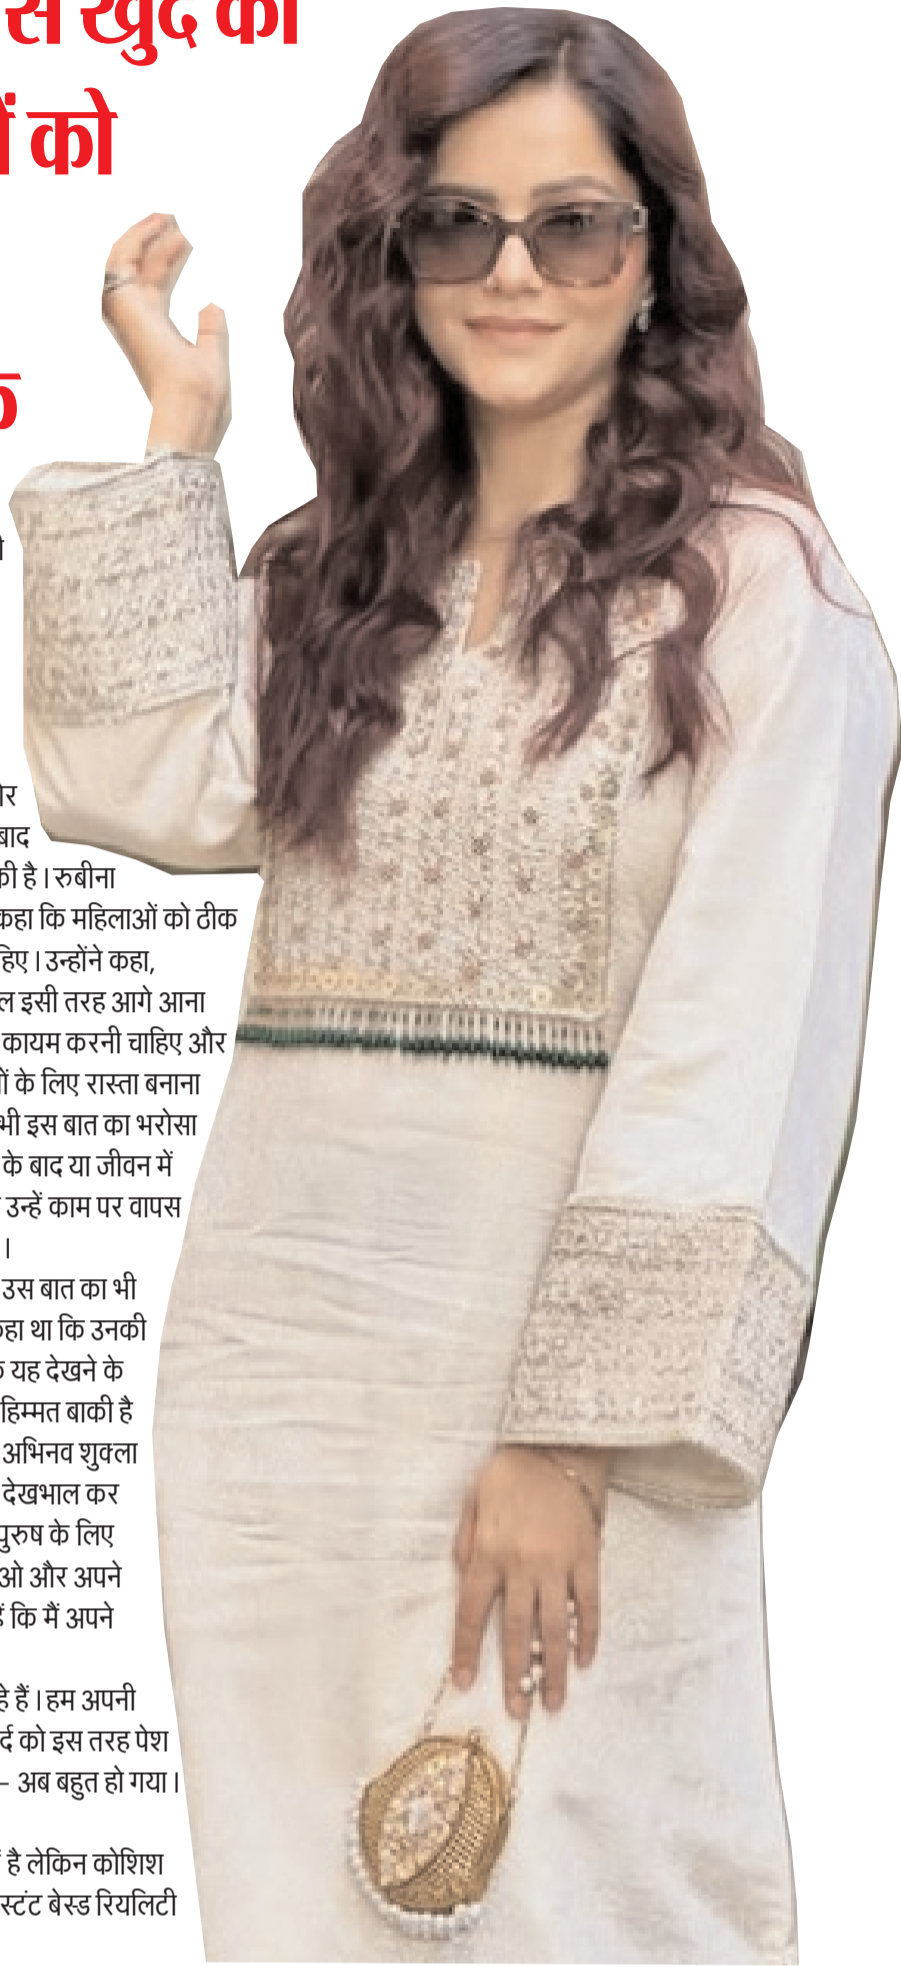 से खुद को
को
और
बाद
की है। रुबीना
कहा कि महिलाओं को ठीक
उन्होंने कहा,
इसी तरह आगे आना
कायम करनी चाहिए और
के लिए रास्ता बनाना
भी इस बात का भरोसा
के बाद या जीवन में
उन्हें काम पर वापस
।
उस बात का भी
कहा था कि उनकी
यह देखने के
हिम्मत बाकी है
अभिनव शुक्ला
देखभाल कर
पुरुष के लिए
और अपने
कि मैं अपने
हैं। हम अपनी
को इस तरह पेश
– अब बहुत हो गया।
है लेकिन कोशिश
स्टंट बेस्ड रियलिटी